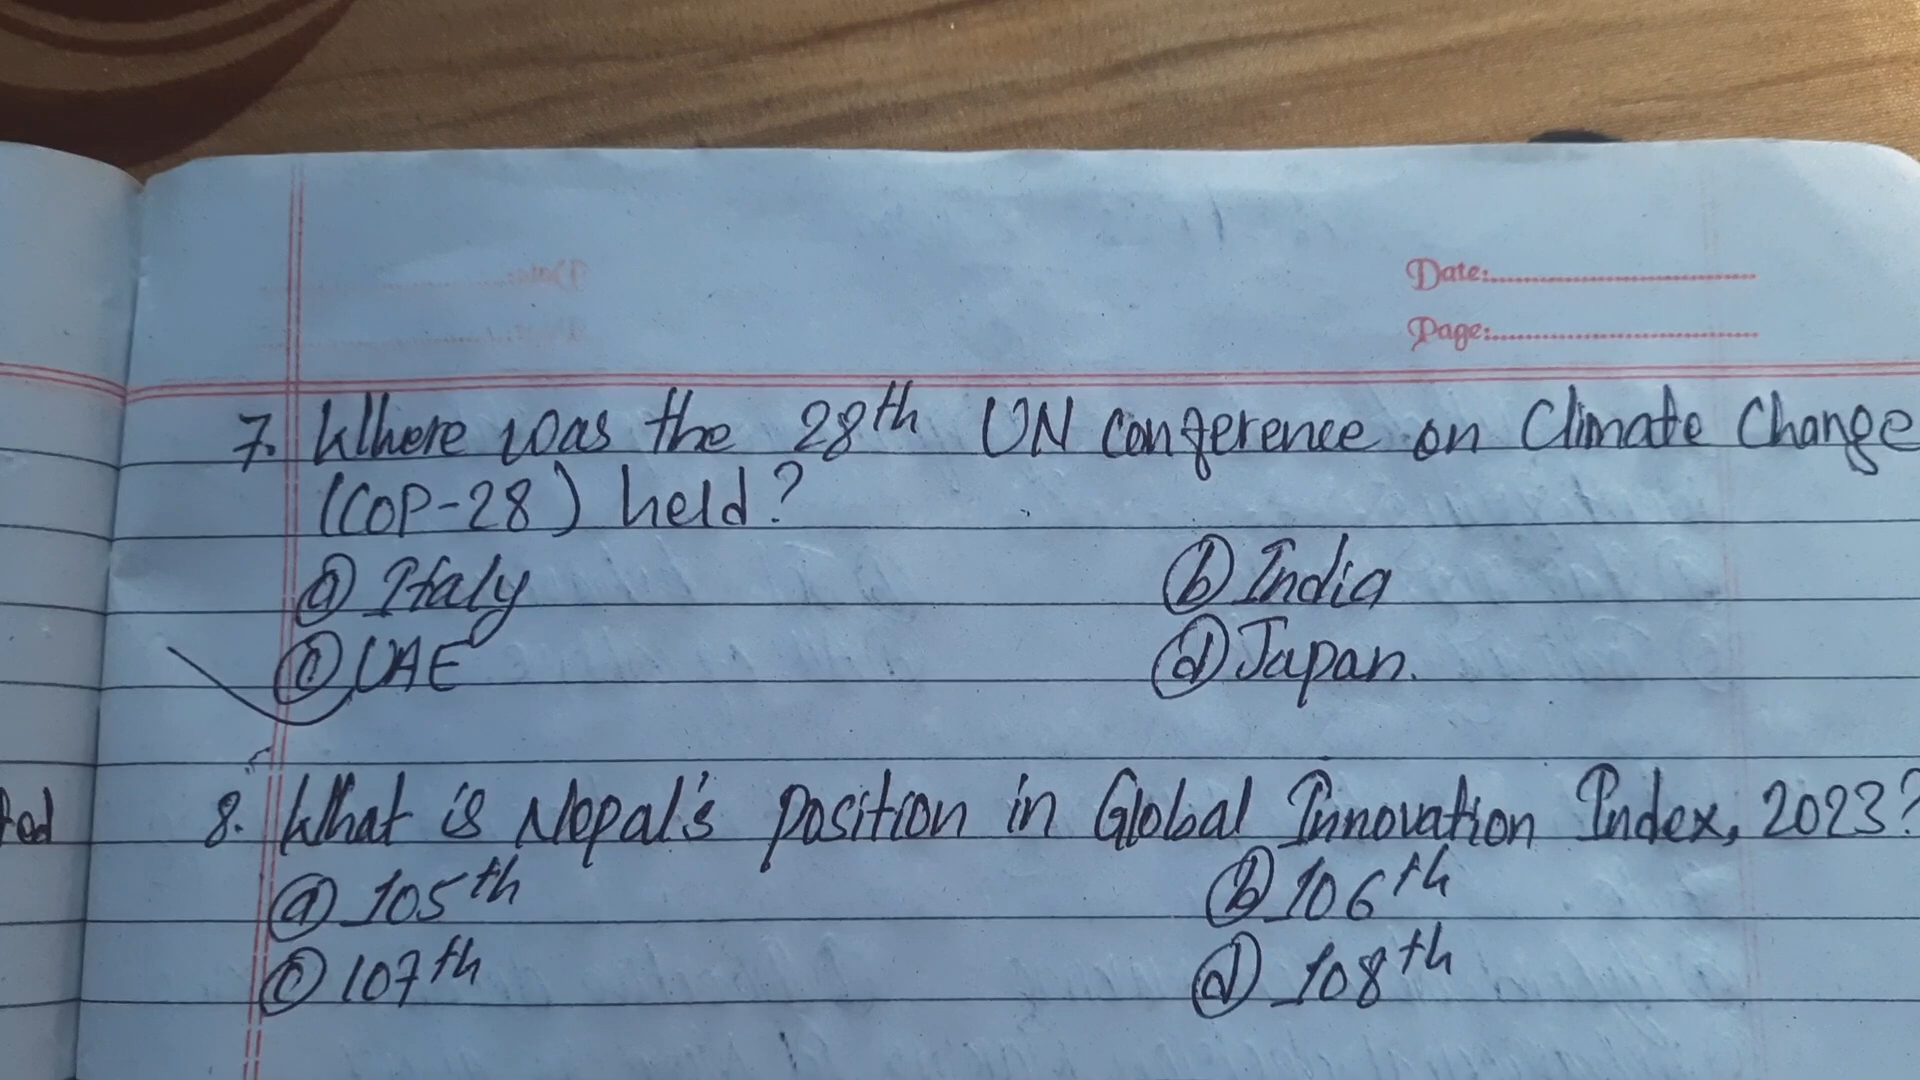 Date:
Page:
7. Where was the 28th UN Conference on Climate Change
(COP-28) held?
ⓐ Italy ⓑ India
ⓒ UAE ⓓ Japan.
ted 8. What is Nepal's position in Global Innovation Index, 2023?
ⓐ 105th ⓑ 106th
ⓒ 107th ⓓ 108th